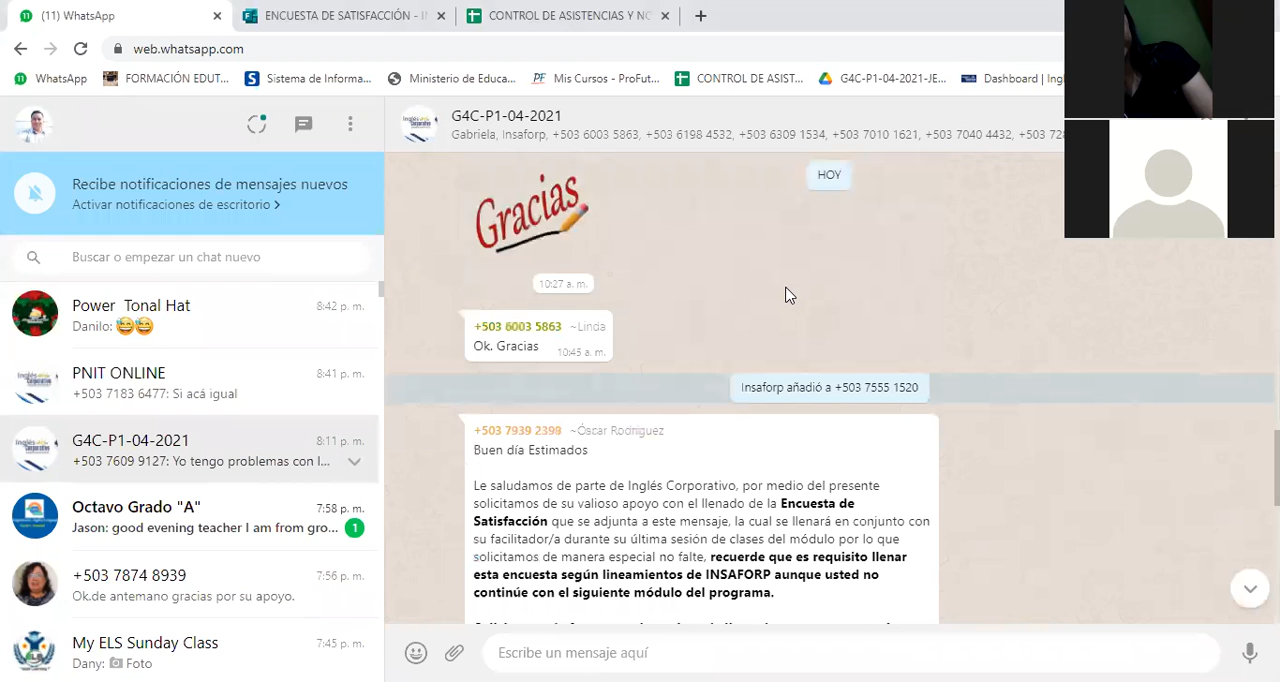 (11) WhatsApp
ENCUESTA DE SATISFACCIÓN - I
CONTROL DE ASISTENCIAS Y NO
web.whatsapp.com
WhatsApp
FORMACIÓN EDUT...
Sistema de Informa...
Ministerio de Educa...
Mis Cursos - ProFut...
CONTROL DE ASIST...
G4C-P1-04-2021-JE...
Dashboard | Ingl
G4C-P1-04-2021
Gabriela, Insaforp, +503 6003 5863, +503 6198 4532, +503 6309 1534, +503 7010 1621, +503 7040 4432, +503 728
Recibe notificaciones de mensajes nuevos
Activar notificaciones de escritorio
Buscar o empezar un chat nuevo
Power Tonal Hat
8:42 p. m.
Danilo:
PNIT ONLINE
8:41 p. m.
+503 7183 6477: Si acá igual
G4C-P1-04-2021
8:11 p. m.
+503 7609 9127: Yo tengo problemas con l...
Octavo Grado "A"
7:58 p. m.
Jason: good evening teacher I am from gro...
1
+503 7874 8939
7:56 p. m.
Ok.de antemano gracias por su apoyo.
My ELS Sunday Class
7:45 p. m.
Dany: Foto
HOY
Gracias
10:27 a. m.
+503 6003 5863 ~Linda
Ok. Gracias
10:45 a. m.
Insaforp añadió a +503 7555 1520
+503 7939 2398 ~Óscar Rodriguez
Buen día Estimados
Le saludamos de parte de Inglés Corporativo, por medio del presente
solicitamos de su valioso apoyo con el llenado de la Encuesta de
Satisfacción que se adjunta a este mensaje, la cual se llenará en conjunto con
su facilitador/a durante su última sesión de clases del módulo por lo que
solicitamos de manera especial no falte, recuerde que es requisito llenar
esta encuesta según lineamientos de INSAFORP aunque usted no
continúe con el siguiente módulo del programa.
Escribe un mensaje aquí